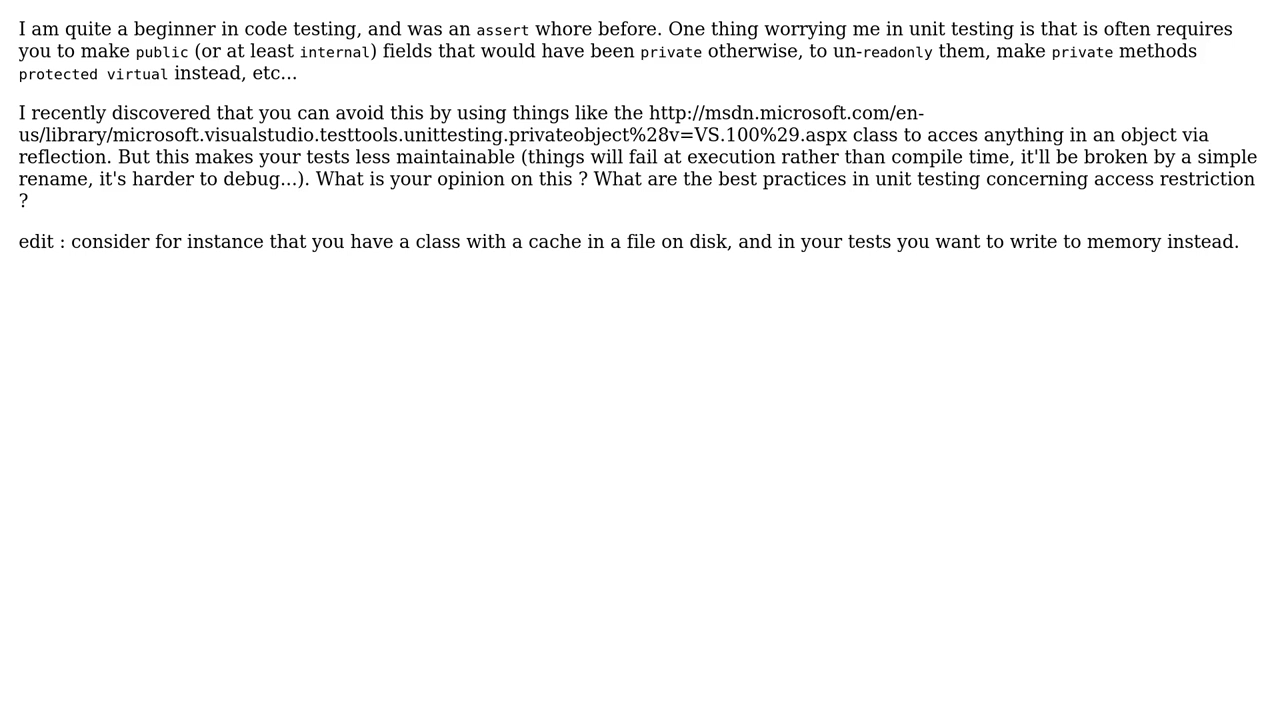 I am quite a beginner in code testing, and was an assert whore before. One thing worrying me in unit testing is that is often requires
you to make public (or at least internal) fields that would have been private otherwise, to un-readonly them, make private methods
protected virtual instead, etc...
I recently discovered that you can avoid this by using things like the http://msdn.microsoft.com/en-
us/library/microsoft.visualstudio.testtools.unittesting.privateobject%28v=VS.100%29.aspx class to acces anything in an object via
reflection. But this makes your tests less maintainable (things will fail at execution rather than compile time, it'll be broken by a simple
rename, it's harder to debug...). What is your opinion on this ? What are the best practices in unit testing concerning access restriction
?
edit : consider for instance that you have a class with a cache in a file on disk, and in your tests you want to write to memory instead.